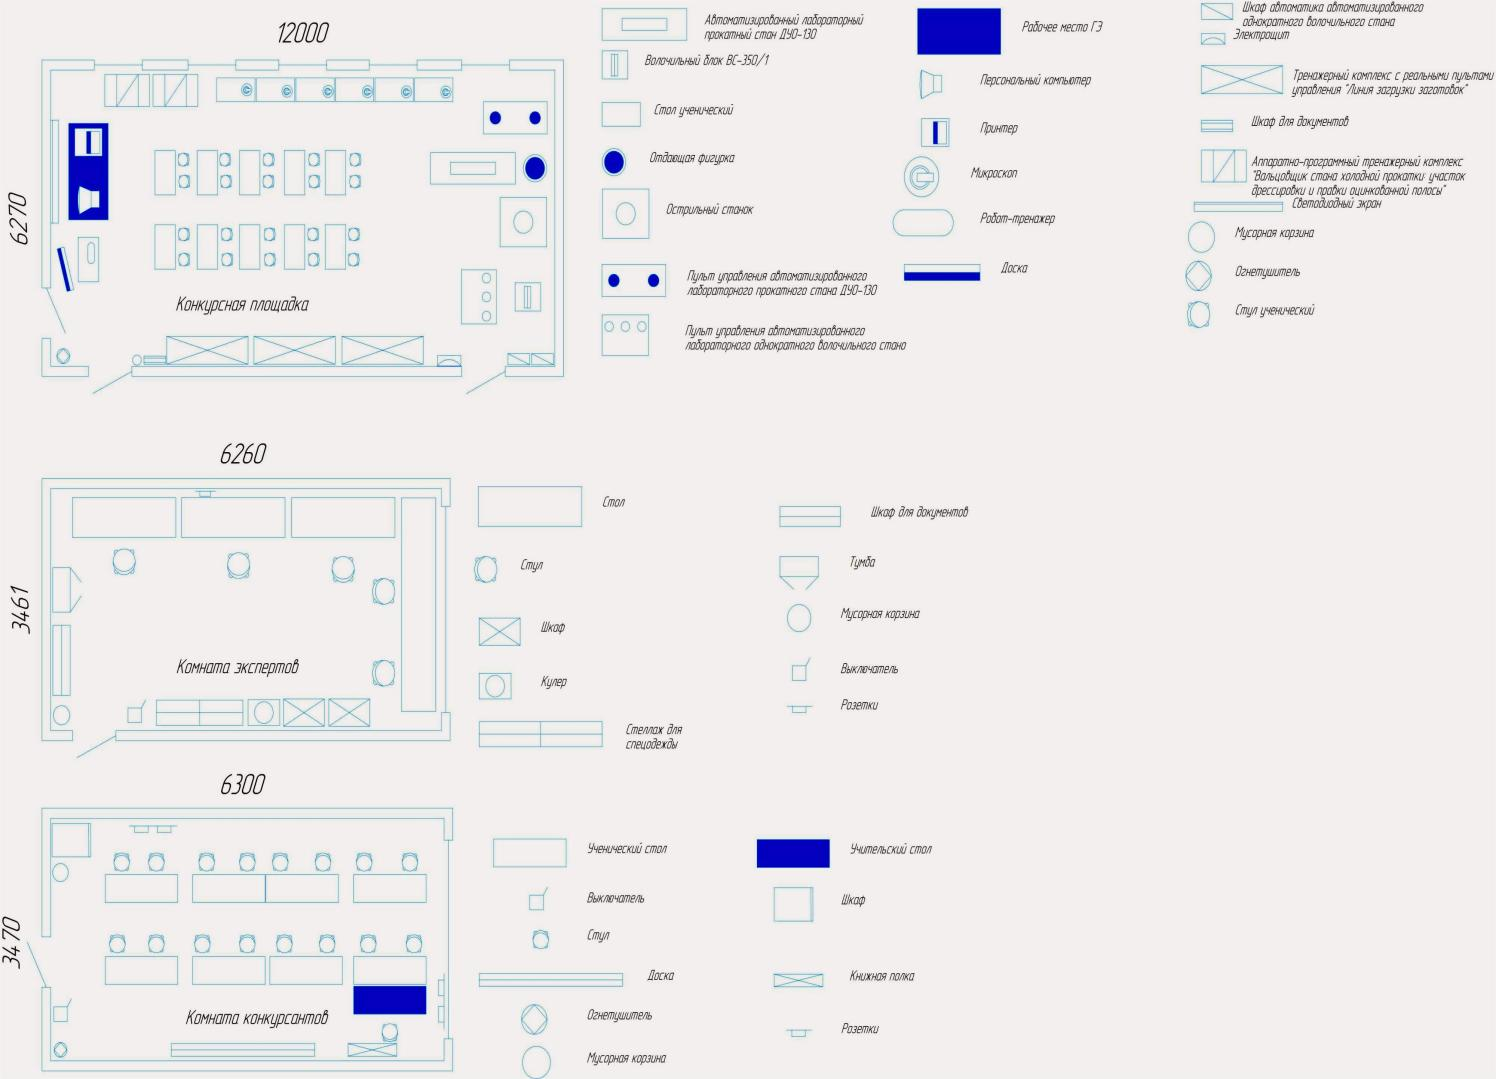 12000
6270
Конкурсная площадка
Автоматизированный лабораторный
прокатный стан ДУО-130
Волочильный блок ВС-350/1
Стол ученический
Отдающая фигурка
Острильный станок
Пульт управления автоматизированного
лабораторного прокатного стана ДУО-130
Пульт управления автоматизированного
лабораторного однократного волочильного стана
Рабочее место ГЭ
Персональный компьютер
Принтер
Микроскоп
Робот-тренажер
Доска
Шкаф автоматика автоматизированного
однократного волочильного стана
Электрощит
Тренажерный комплекс с реальными пультами
управления "Линия загрузки заготовок"
Шкаф для документов
Аппаратно-программный тренажерный комплекс
"Вальцовщик стана холодной прокатки: участок
дрессировки и правки оцинкованной полосы"
Светодиодный экран
Мусорная корзина
Огнетушитель
Стул ученический
6260
3461
Комната экспертов
Стол
Стул
Шкаф
Кулер
Стеллаж для
спецодежды
Шкаф для документов
Тумба
Мусорная корзина
Выключатель
Розетки
6300
3470
Комната конкурсантов
Ученический стол
Выключатель
Стул
Доска
Огнетушитель
Мусорная корзина
Учительский стол
Шкаф
Книжная полка
Розетки